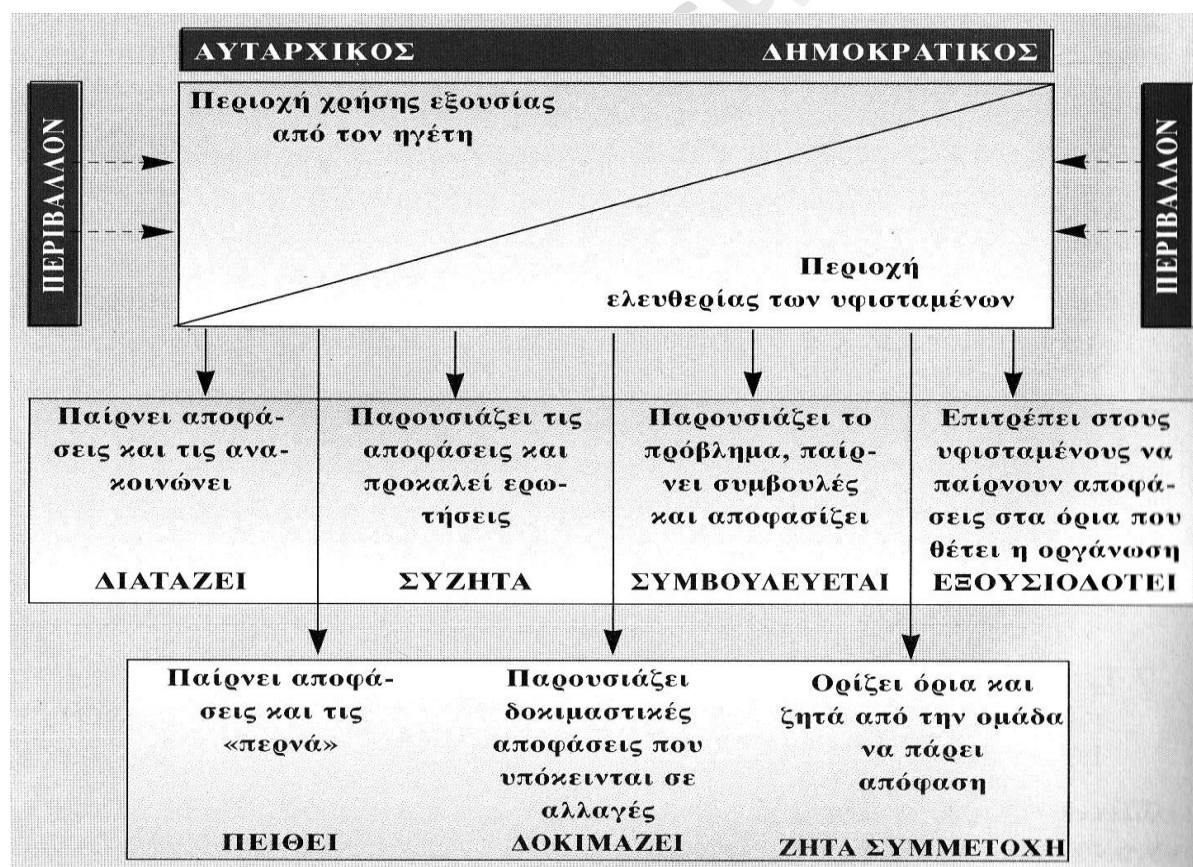 ΑΥΤΑΡΧΙΚΟΣ
ΔΗΜΟΚΡΑΤΙΚΟΣ
ΠΕΡΙΒΑΛΛΟΝ
Περιοχή χρήσης εξουσίας
από τον ηγέτη
Περιοχή
ελευθερίας των υφισταμένων
ΠΕΡΙΒΑΛΛΟΝ
Παίρνει αποφά-
σεις και τις ανα-
κοινώνει
ΔΙΑΤΑΖΕΙ
Παρουσιάζει τις
αποφάσεις και
προκαλεί ερω-
τήσεις
ΣΥΖΗΤΑ
Παρουσιάζει το
πρόβλημα, παίρ-
νει συμβουλές
και αποφασίζει
ΣΥΜΒΟΥΛΕΥΕΤΑΙ
Επιτρέπει στους
υφισταμένους να
παίρνουν αποφά-
σεις στα όρια που
θέτει η οργάνωση
ΕΞΟΥΣΙΟΔΟΤΕΙ
Παίρνει αποφά-
σεις και τις
«περνά»
ΠΕΙΘΕΙ
Παρουσιάζει
δοκιμαστικές
αποφάσεις που
υπόκεινται σε
αλλαγές
ΔΟΚΙΜΑΖΕΙ
Ορίζει όρια και
ζητά από την ομάδα
να πάρει
απόφαση
ΖΗΤΑ ΣΥΜΜΕΤΟΧΗ